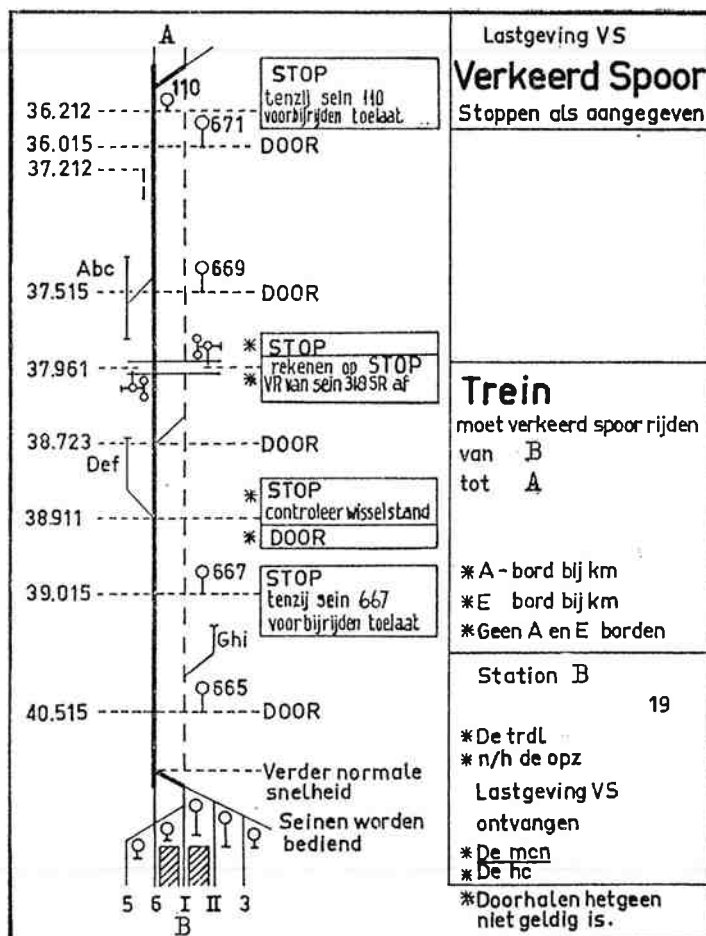 A
110
STOP
tenzij sein 110
voorbijrijden toelaat
36.212
671
36.015
DOOR
37.212
Abc
669
37.515
DOOR
* STOP
37.961
rekenen op STOP
* VR van sein 318SR af
38.723
DOOR
Def
* STOP
controleer wisselstand
38.911
* DOOR
667
STOP
39.015
tenzij sein 667
voorbijrijden toelaat
Ghi
665
40.515
DOOR
Verder normale
snelheid
Seinen worden
bediend
5 6 I II 3
B
Lastgeving VS
Verkeerd Spoor
Stoppen als aangegeven
Trein
moet verkeerd spoor rijden
van B
tot A
* A-bord bij km
* E bord bij km
* Geen A en E borden
Station B
19
* De trdl
* n/h de opz
Lastgeving VS
ontvangen
* De mcn
* De hc
* Doorhalen hetgeen
niet geldig is.